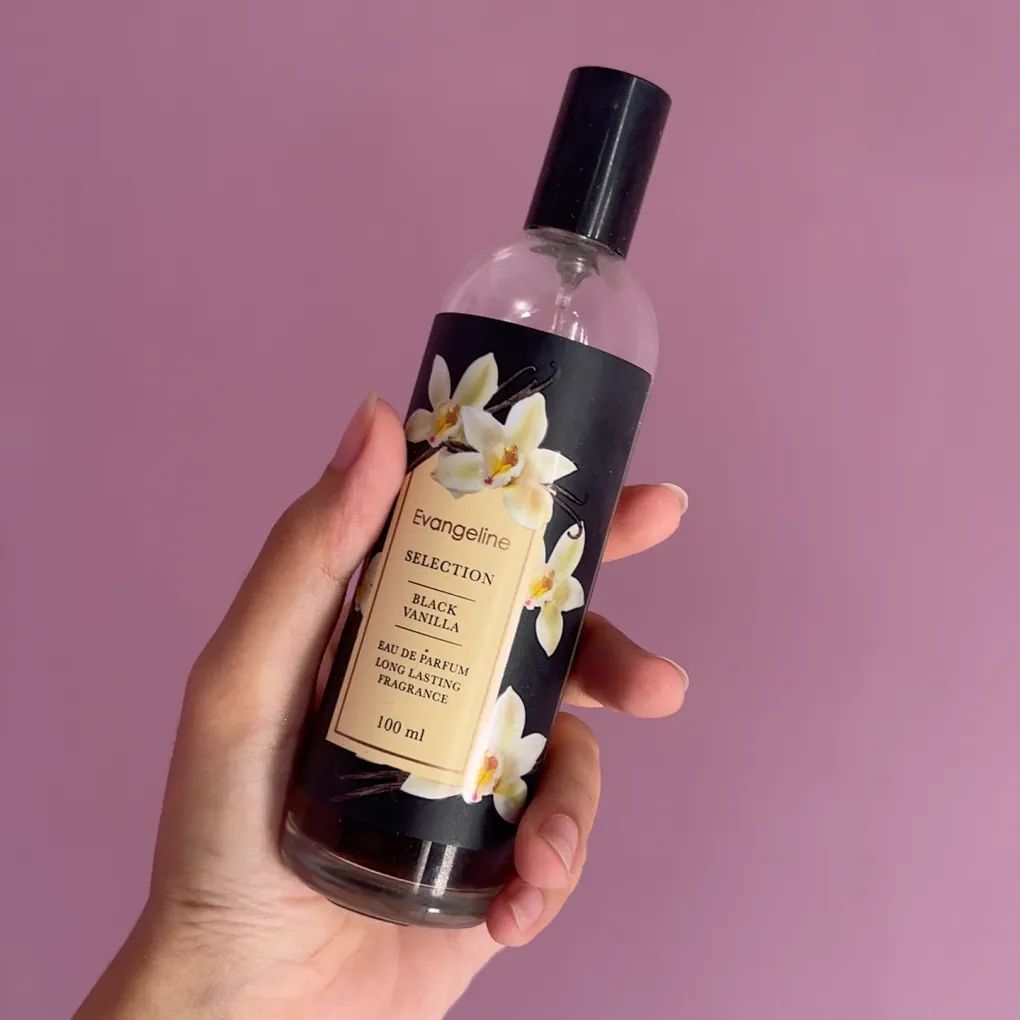 Evangeline
SELECTION
BLACK
VANILLA
EAU DE PARFUM
LONG LASTING
FRAGRANCE
100 ml